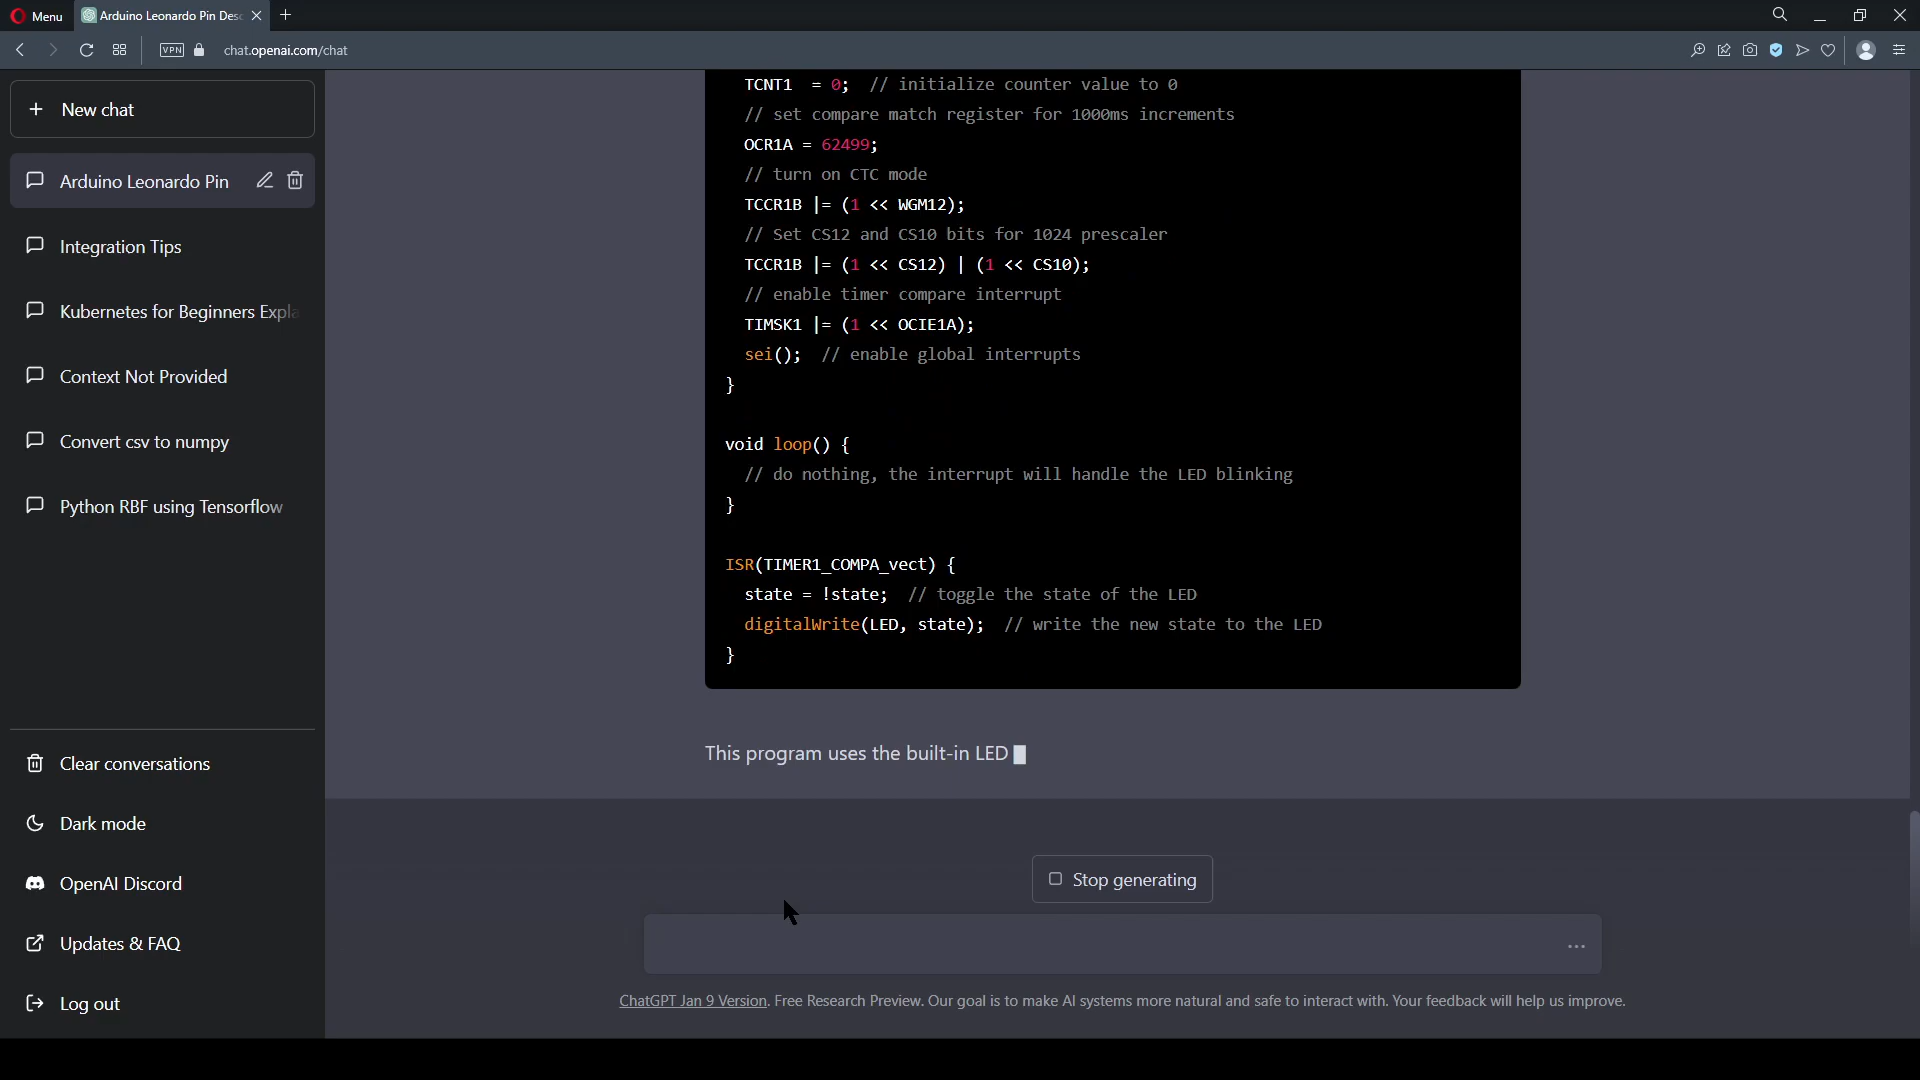 Menu
Arduino Leonardo Pin Desc
VPN
chat.openai.com/chat
New chat
Arduino Leonardo Pin
Integration Tips
Kubernetes for Beginners Expla
Context Not Provided
Convert csv to numpy
Python RBF using Tensorflow
Clear conversations
Dark mode
OpenAI Discord
Updates & FAQ
Log out
TCNT1  = 0;  // initialize counter value to 0
// set compare match register for 1000ms increments
OCR1A = 62499;
// turn on CTC mode
TCCR1B |= (1 << WGM12);
// Set CS12 and CS10 bits for 1024 prescaler
TCCR1B |= (1 << CS12) | (1 << CS10);
// enable timer compare interrupt
TIMSK1 |= (1 << OCIE1A);
sei();  // enable global interrupts
}
void loop() {
// do nothing, the interrupt will handle the LED blinking
}
ISR(TIMER1_COMPA_vect) {
state = !state;  // toggle the state of the LED
digitalWrite(LED, state);  // write the new state to the LED
}
This program uses the built-in LED
Stop generating
ChatGPT Jan 9 Version. Free Research Preview. Our goal is to make AI systems more natural and safe to interact with. Your feedback will help us improve.